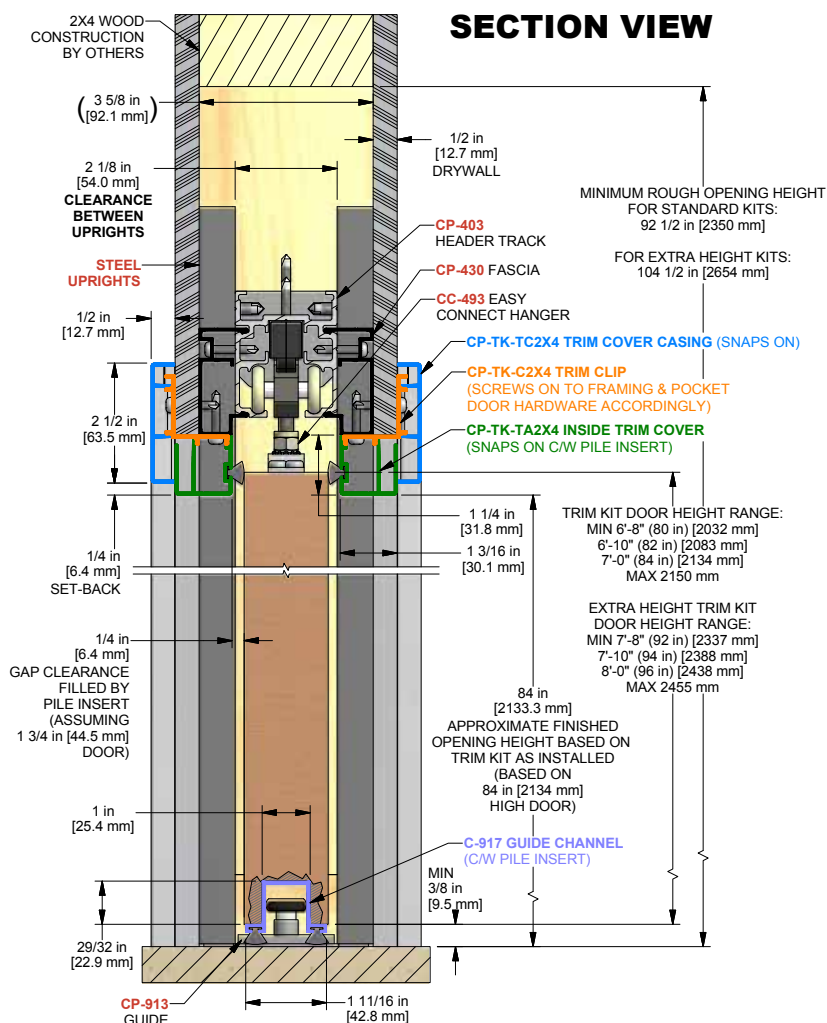 SECTION VIEW
2X4 WOOD
CONSTRUCTION
BY OTHERS
(3 5/8 in)
[92.1 mm]
1/2 in
[12.7 mm]
DRYWALL
2 1/8 in
[54.0 mm]
CLEARANCE
BETWEEN
UPRIGHTS
MINIMUM ROUGH OPENING HEIGHT
FOR STANDARD KITS:
92 1/2 in [2350 mm]
FOR EXTRA HEIGHT KITS:
104 1/2 in [2654 mm]
CP-403
HEADER TRACK
STEEL
UPRIGHTS
CP-430 FASCIA
CC-493 EASY
CONNECT HANGER
1/2 in
[12.7 mm]
CP-TK-TC2X4 TRIM COVER CASING (SNAPS ON)
CP-TK-C2X4 TRIM CLIP
(SCREWS ON TO FRAMING & POCKET
DOOR HARDWARE ACCORDINGLY)
2 1/2 in
[63.5 mm]
CP-TK-TA2X4 INSIDE TRIM COVER
(SNAPS ON C/W PILE INSERT)
1 1/4 in
[31.8 mm]
1 3/16 in
[30.1 mm]
1/4 in
[6.4 mm]
SET-BACK
TRIM KIT DOOR HEIGHT RANGE:
MIN 6'-8" (80 in) [2032 mm]
6'-10" (82 in) [2083 mm]
7'-0" (84 in) [2134 mm]
MAX 2150 mm
EXTRA HEIGHT TRIM KIT
DOOR HEIGHT RANGE:
MIN 7'-8" (92 in) [2337 mm]
7'-10" (94 in) [2388 mm]
8'-0" (96 in) [2438 mm]
MAX 2455 mm
1/4 in
[6.4 mm]
GAP CLEARANCE
FILLED BY
PILE INSERT
(ASSUMING
1 3/4 in [44.5 mm]
DOOR)
84 in
[2133.3 mm]
APPROXIMATE FINISHED
OPENING HEIGHT BASED ON
TRIM KIT AS INSTALLED
(BASED ON
84 in [2134 mm]
HIGH DOOR)
1 in
[25.4 mm]
C-917 GUIDE CHANNEL
(C/W PILE INSERT)
MIN
3/8 in
[9.5 mm]
29/32 in
[22.9 mm]
CP-913
GUIDE
1 11/16 in
[42.8 mm]